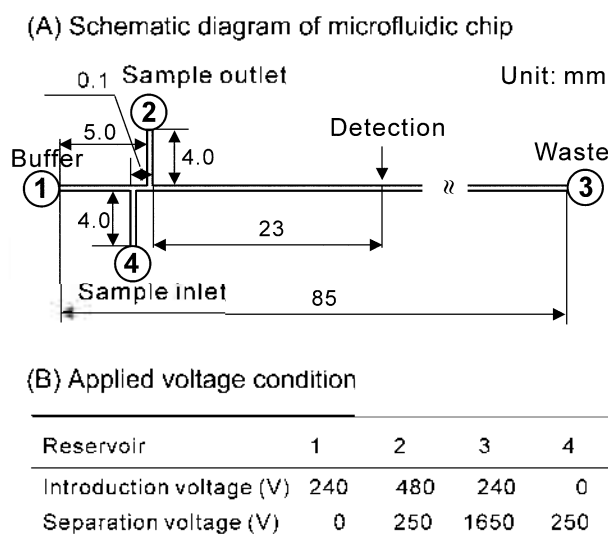 (A) Schematic diagram of microfluidic chip
0.1 Sample outlet Unit: mm
2
5.0 4.0 Detection
Buffer Waste
1 3
4.0 23
4
Sample inlet
85
(B) Applied voltage condition
Reservoir 1 2 3 4
Introduction voltage (V) 240 480 240 0
Separation voltage (V) 0 250 1650 250